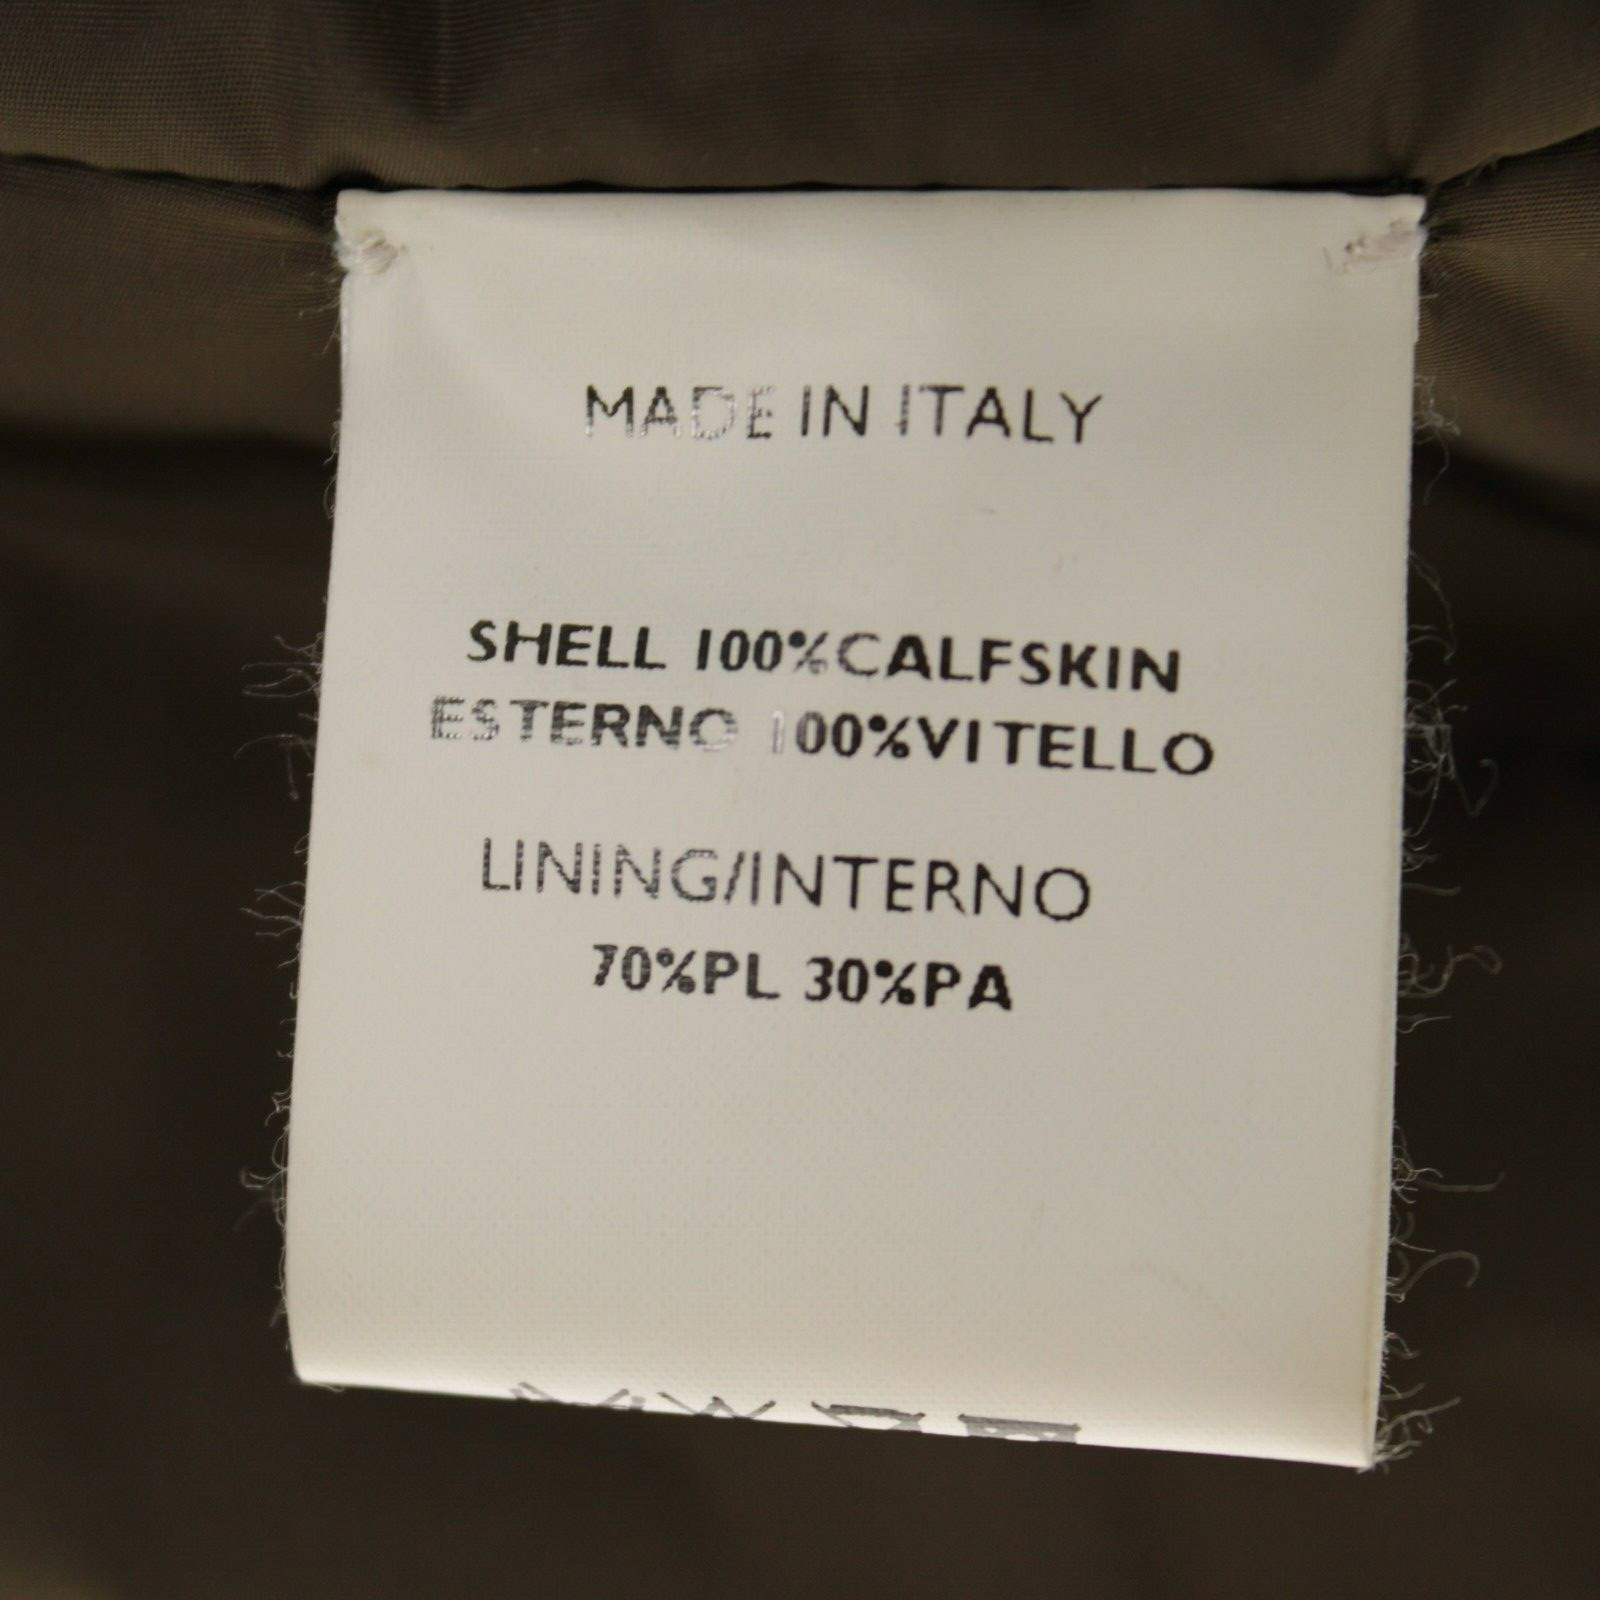 MADE IN ITALY
SHELL 100%CALFSKIN
ESTERNO 100%VITELLO
LINING/INTERNO
70%PL 30%PA